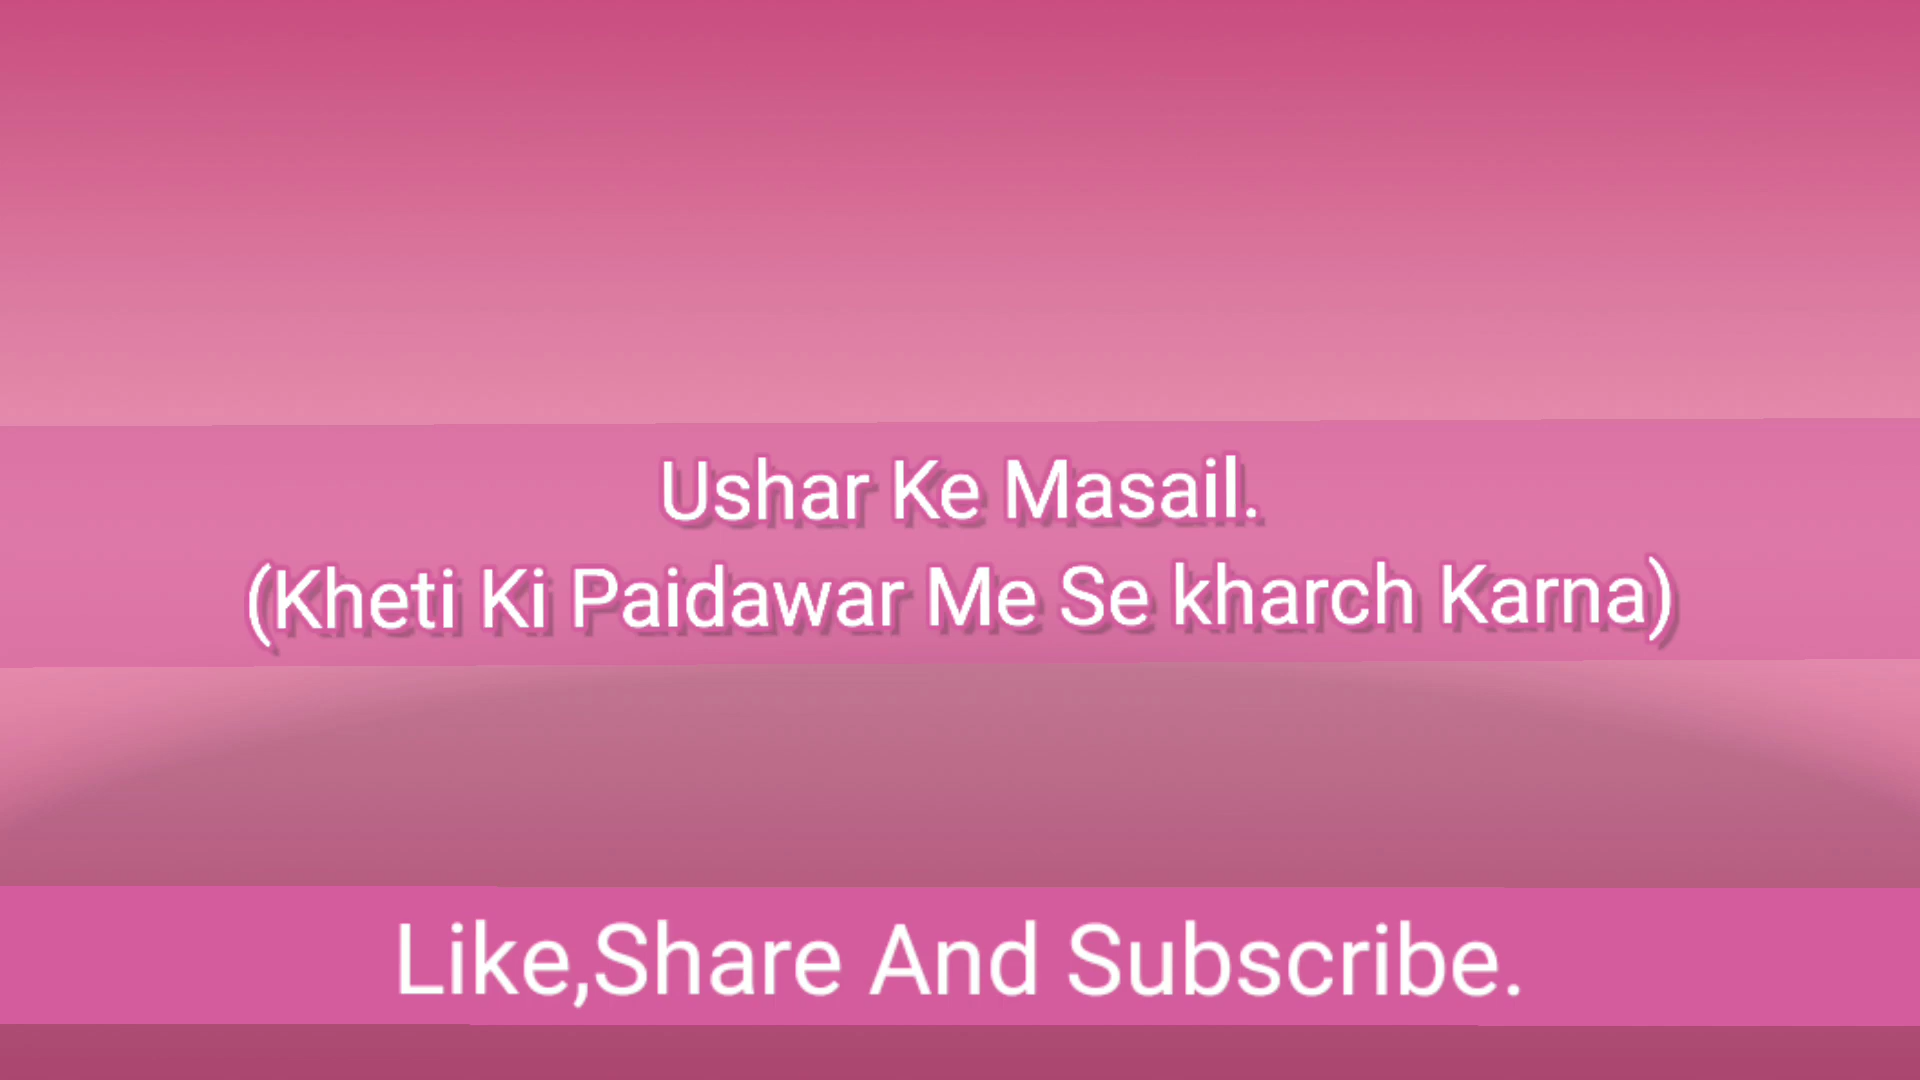 Ushar Ke Masail.
(Kheti Ki Paidawar Me Se kharch Karna)
Like,Share And Subscribe.